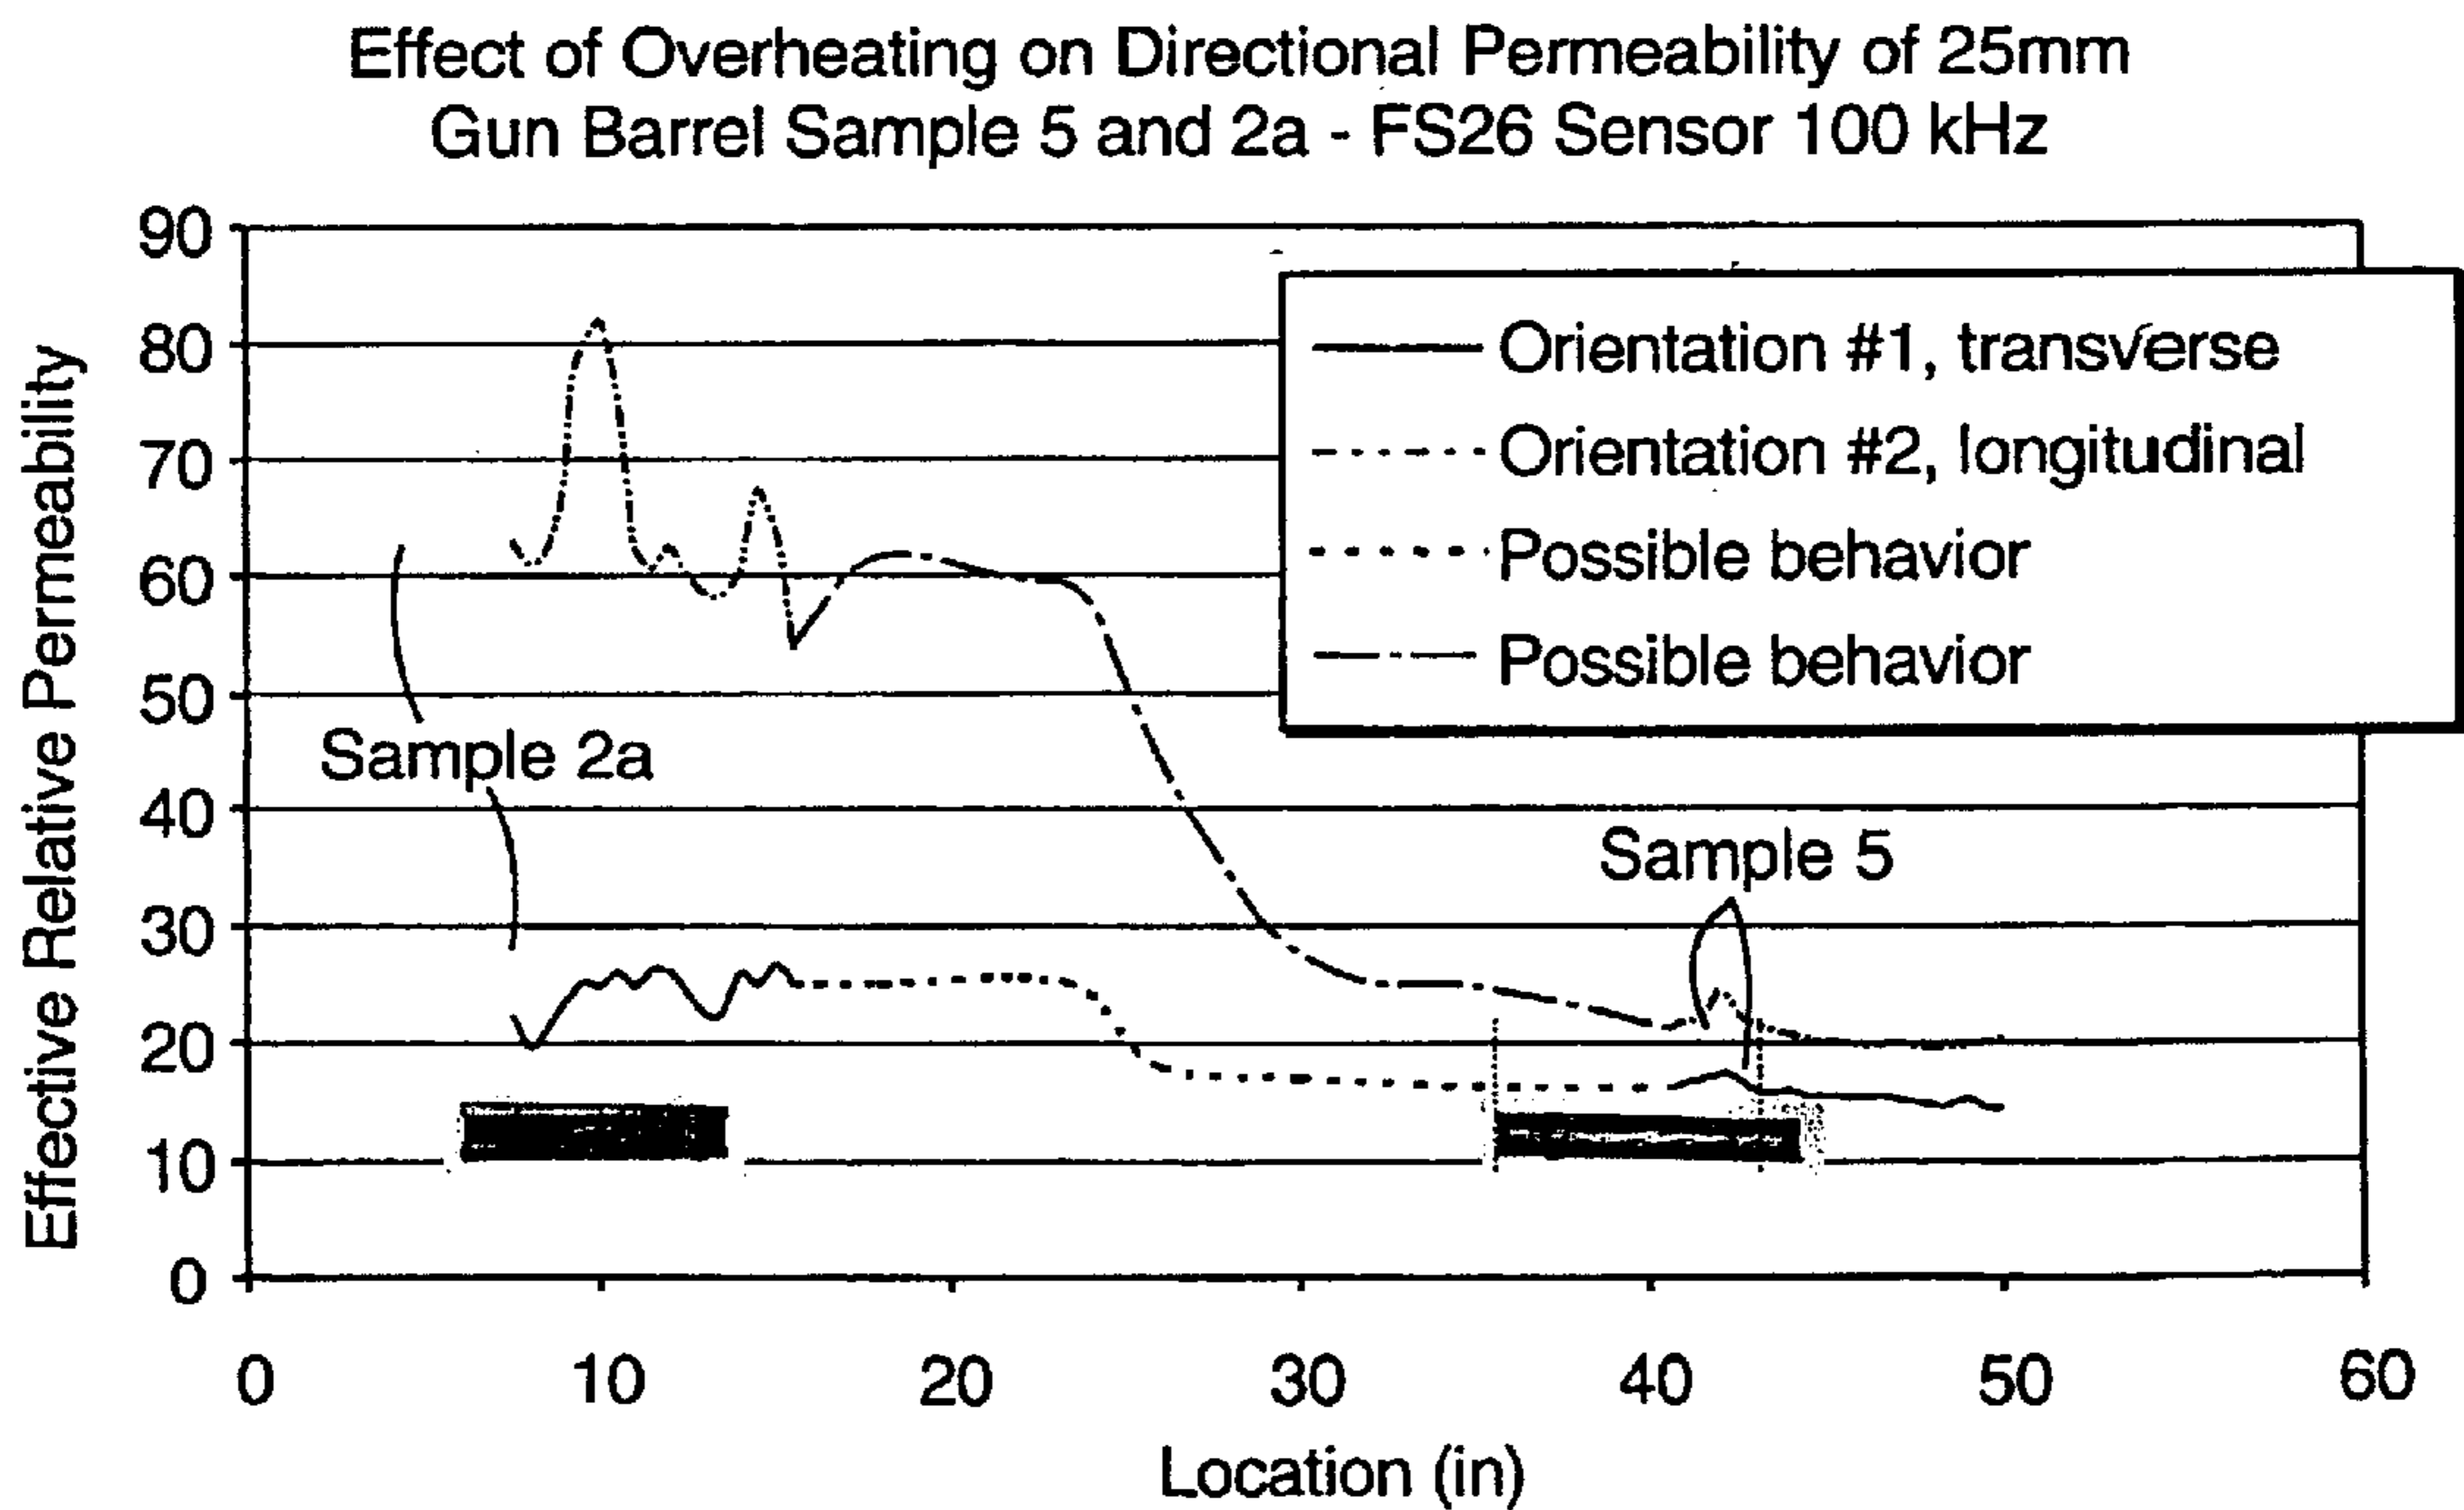 Effect of Overheating on Directional Permeability of 25mm
Gun Barrel Sample 5 and 2a - FS26 Sensor 100 kHz
Effective Relative Permeability
90
80
70
60
50
40
30
20
10
0
Orientation #1, transverse
Orientation #2, longitudinal
Possible behavior
Possible behavior
Sample 2a
Sample 5
0 10 20 30 40 50 60
Location (in)